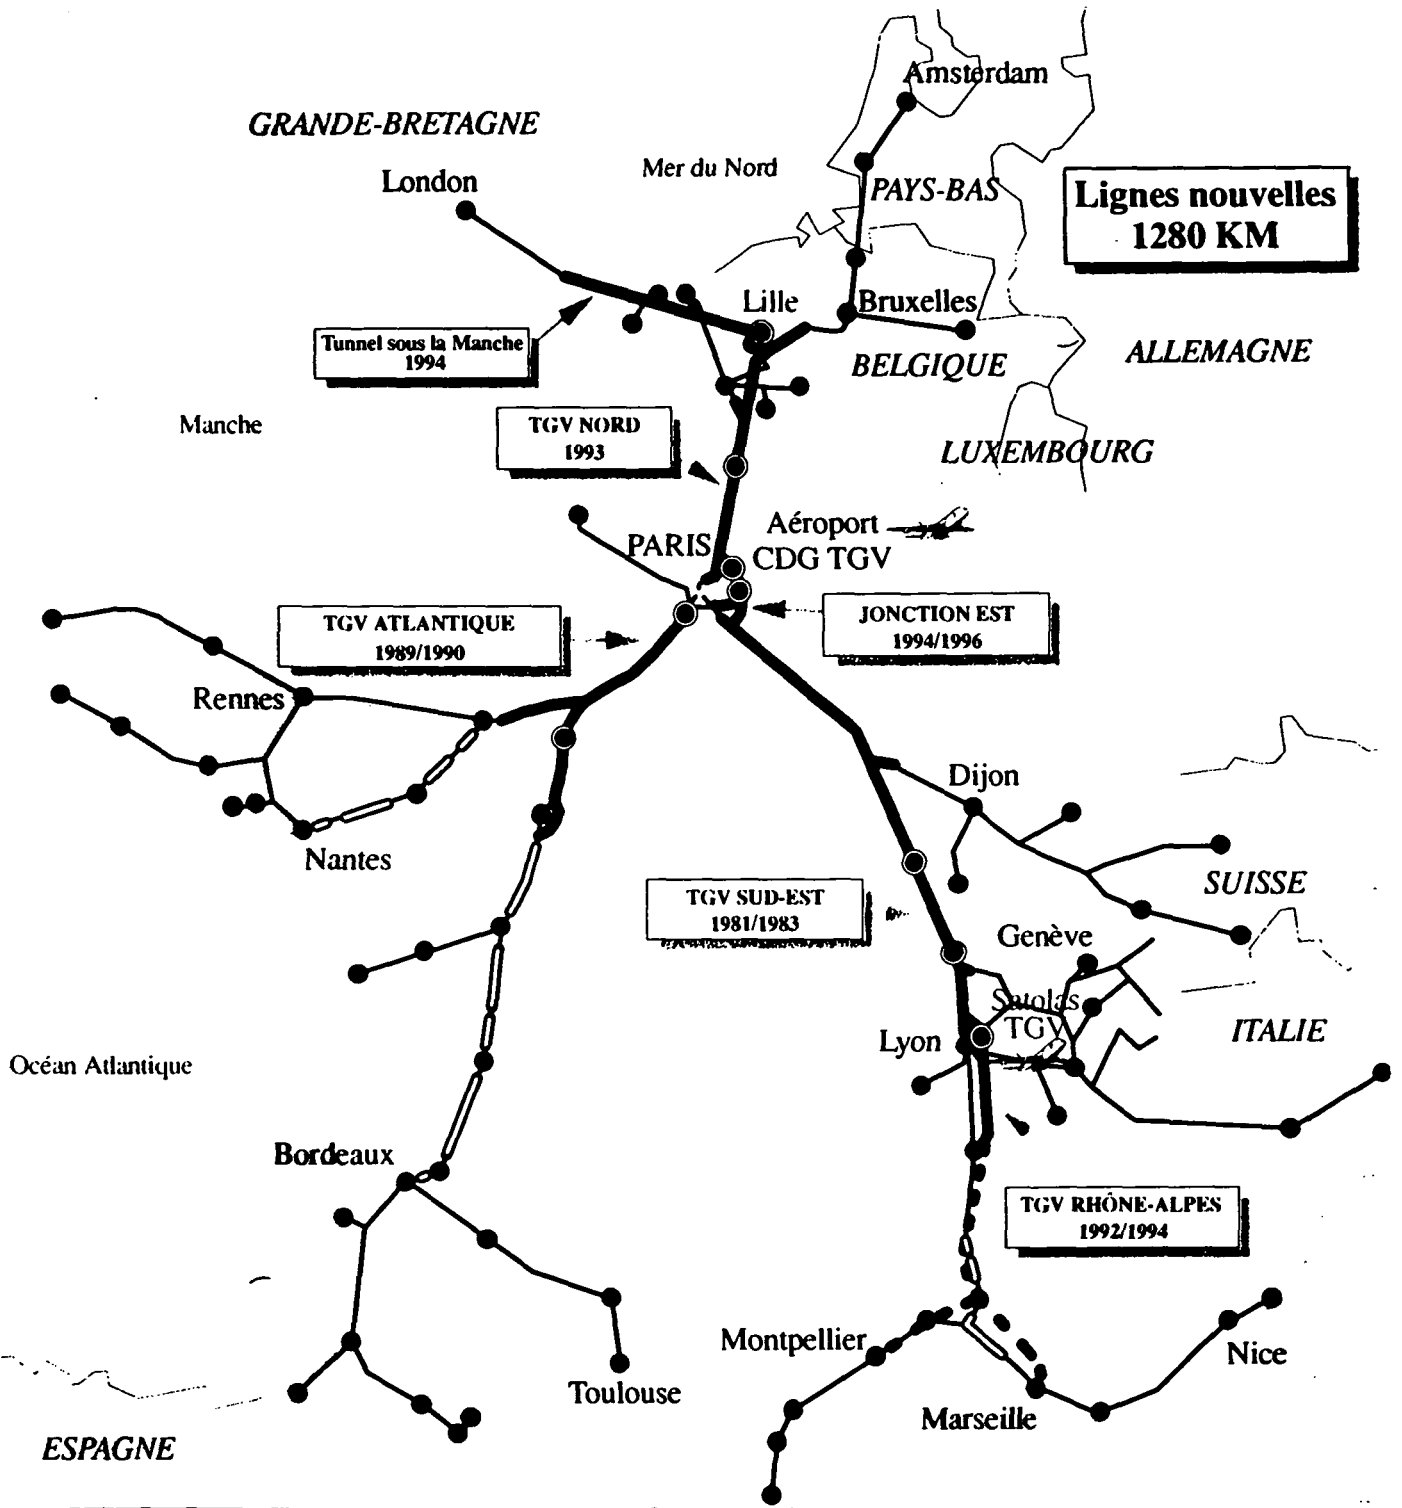 Amsterdam
GRANDE-BRETAGNE
Mer du Nord
London
PAYS-BAS
Lignes nouvelles
1280 KM
Lille
Bruxelles
Tunnel sous la Manche
1994
BELGIQUE
ALLEMAGNE
Manche
TGV NORD
1993
LUXEMBOURG
Aéroport
CDG TGV
PARIS
TGV ATLANTIQUE
1989/1990
JONCTION EST
1994/1996
Rennes
Dijon
Nantes
TGV SUD-EST
1981/1983
SUISSE
Genève
Satolas
TGV
Lyon
ITALIE
Océan Atlantique
Bordeaux
TGV RHÔNE-ALPES
1992/1994
Montpellier
Nice
Toulouse
Marseille
ESPAGNE